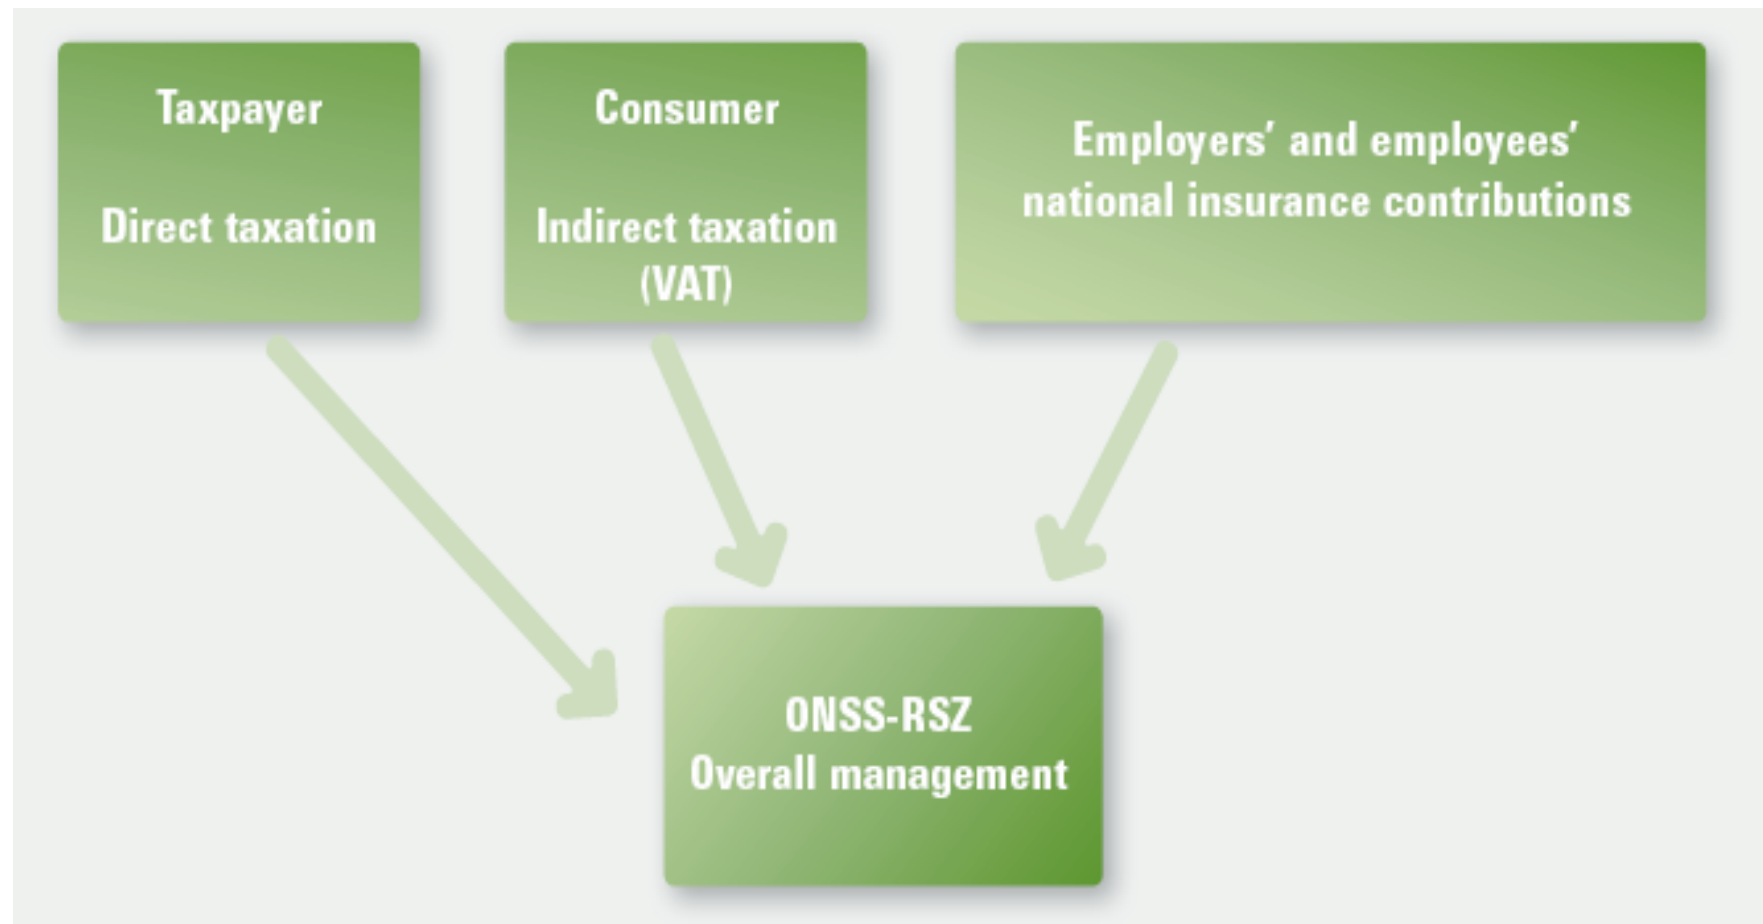 Taxpayer
Direct taxation
Consumer
Indirect taxation
(VAT)
Employers’ and employees’
national insurance contributions
ONSS-RSZ
Overall management